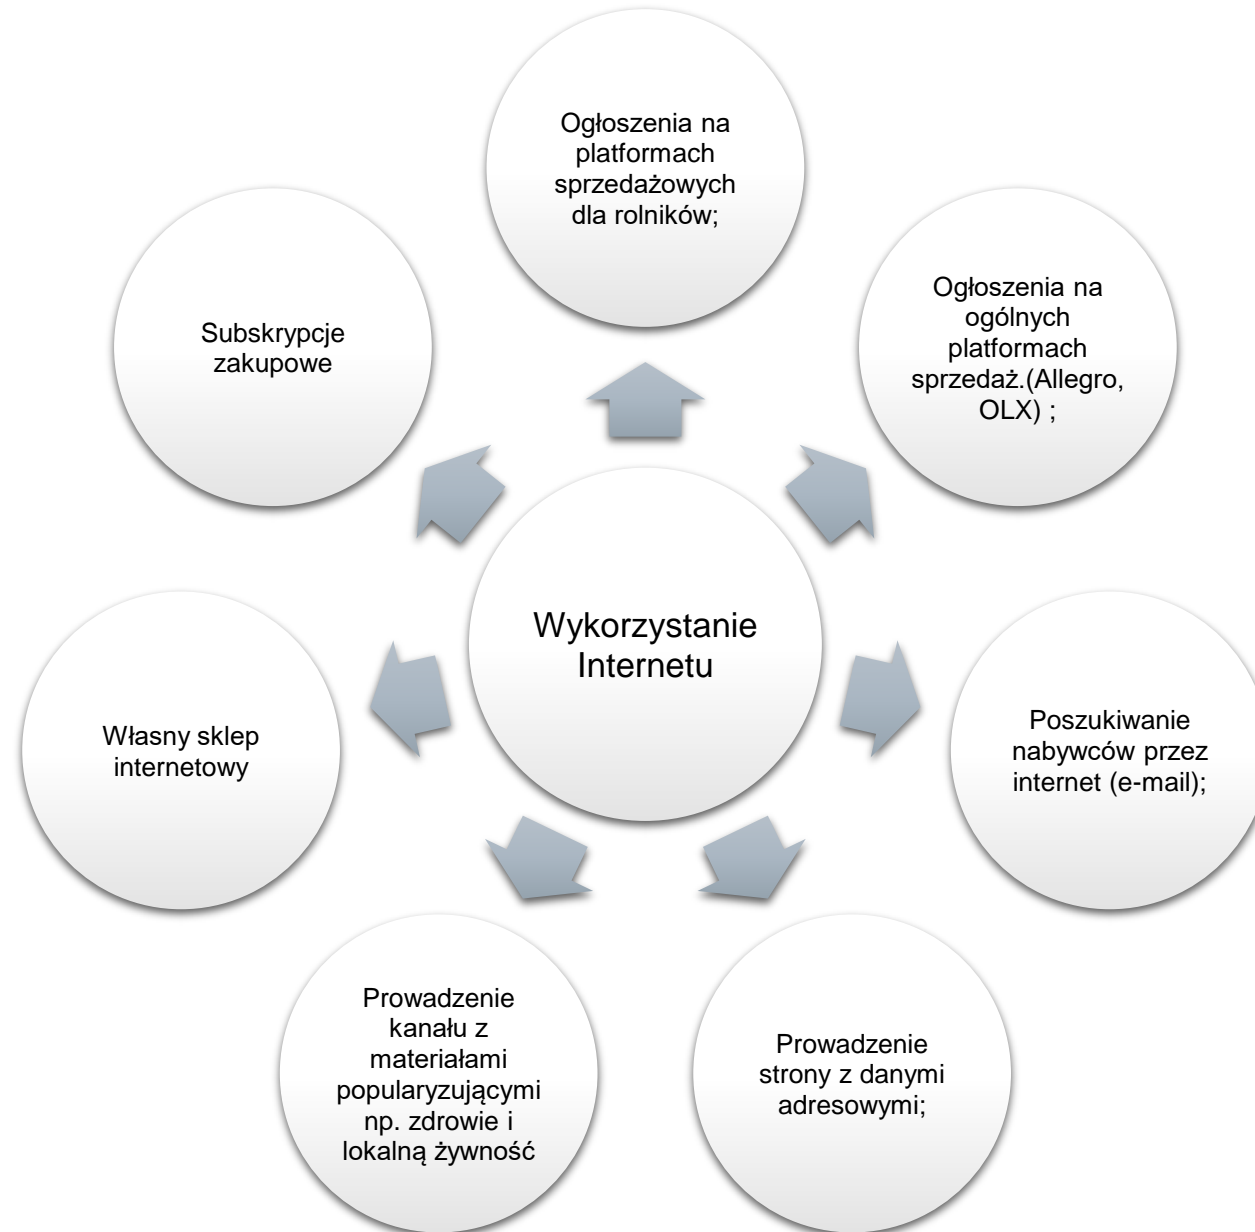 Ogłoszenia na
platformach
sprzedażowych
dla rolników;
Ogłoszenia na
ogólnych
platformach
sprzedaż.(Allegro,
OLX) ;
Poszukiwanie
nabywców przez
internet (e-mail);
Prowadzenie
strony z danymi
adresowymi;
Prowadzenie
kanału z
materiałami
popularyzującymi
np. zdrowie i
lokalną żywność
Własny sklep
internetowy
Subskrypcje
zakupowe
Wykorzystanie
Internetu